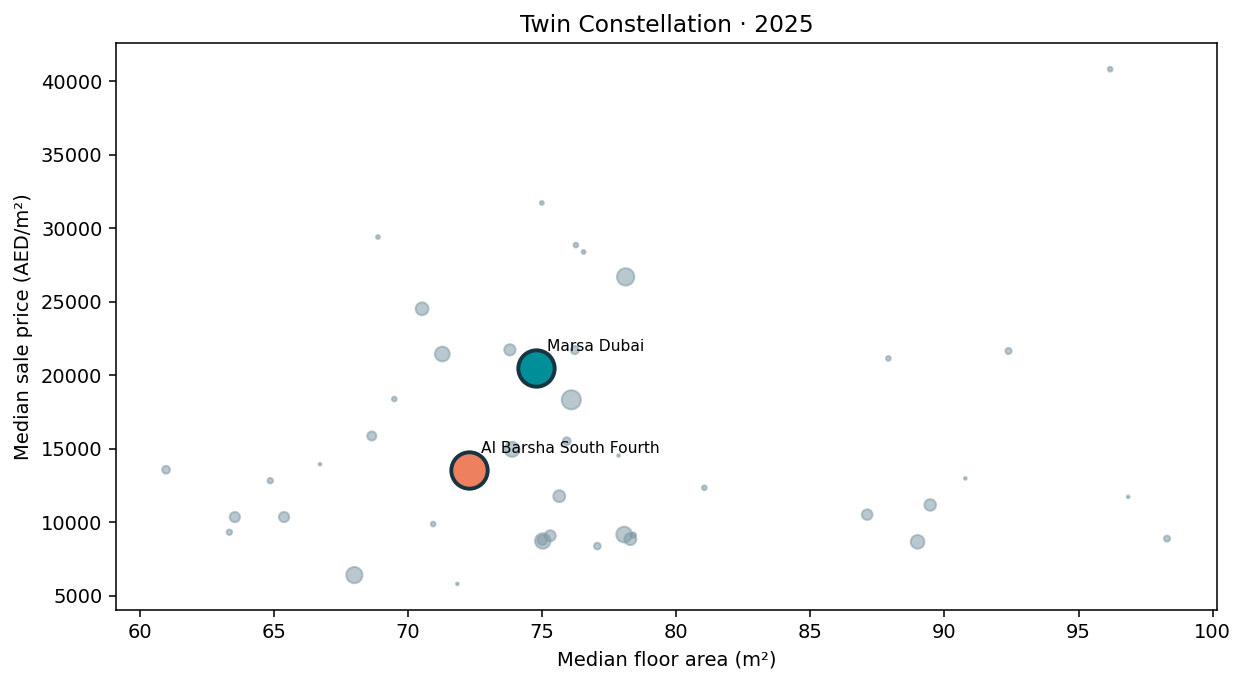 Twin Constellation · 2025
Median sale price (AED/m²)
40000
35000
30000
25000
20000
15000
10000
5000
Marsa Dubai
Al Barsha South Fourth
60 65 70 75 80 85 90 95 100
Median floor area (m²)